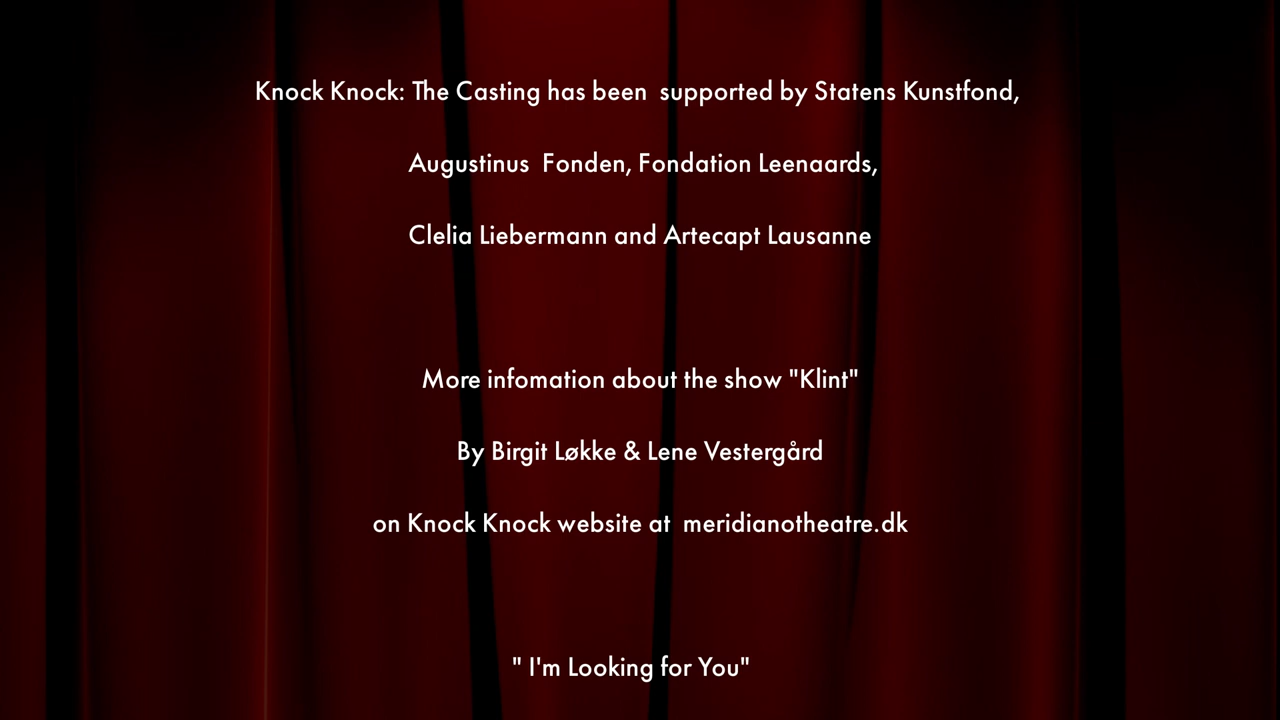 Knock Knock: The Casting has been  supported by Statens Kunstfond,
Augustinus  Fonden, Fondation Leenaards,
Clelia Liebermann and Artecapt Lausanne
More infomation about the show "Klint"
By Birgit Løkke & Lene Vestergård
on Knock Knock website at  meridianotheatre.dk
" I'm Looking for You"